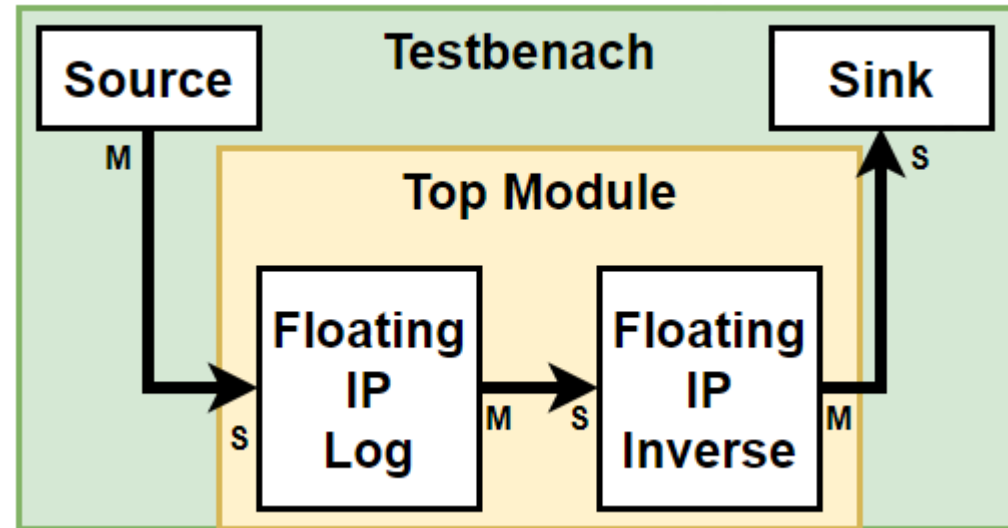 Testbenach
Source
Sink
M
S
Top Module
Floating
IP
Log
Floating
IP
Inverse
S
M
S
M